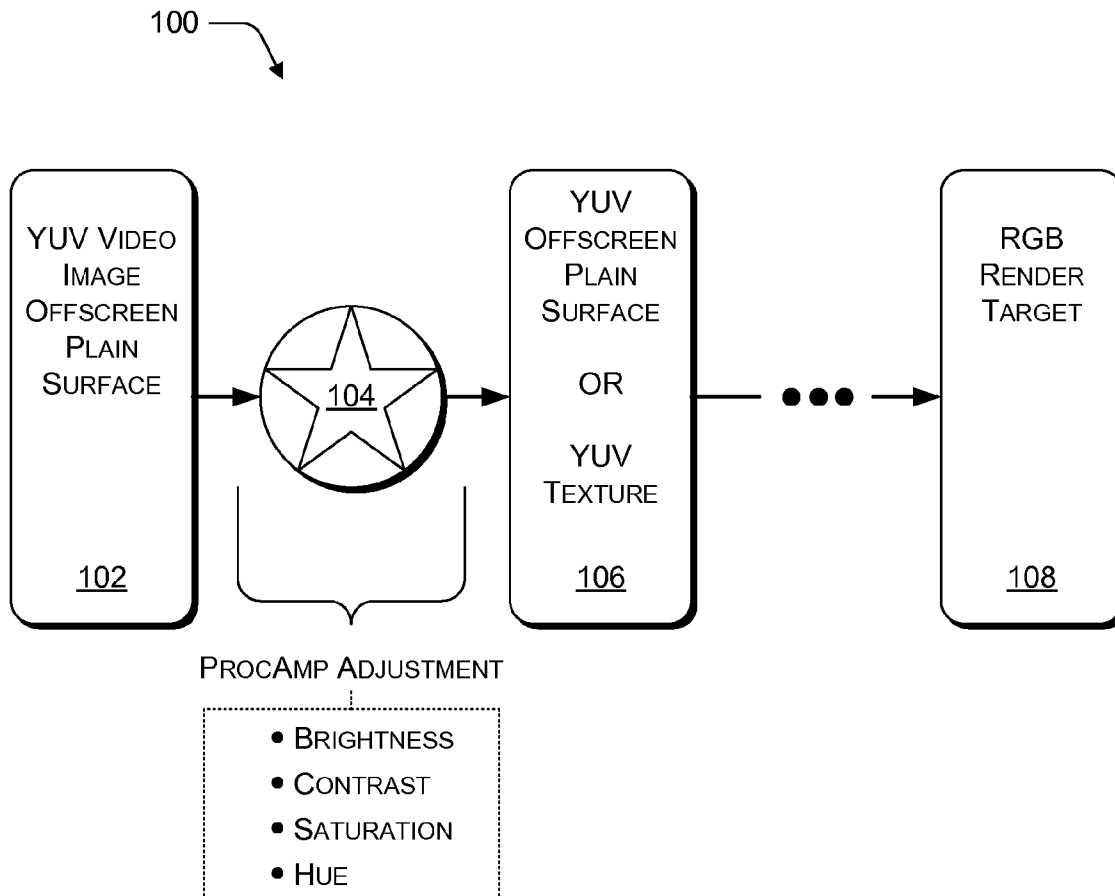 100
YUV VIDEO
IMAGE
OFFSCREEN
PLAIN
SURFACE
102
104
YUV
OFFSCREEN
PLAIN
SURFACE
OR
YUV
TEXTURE
106
RGB
RENDER
TARGET
108
PROCAMP ADJUSTMENT
• BRIGHTNESS
• CONTRAST
• SATURATION
• HUE